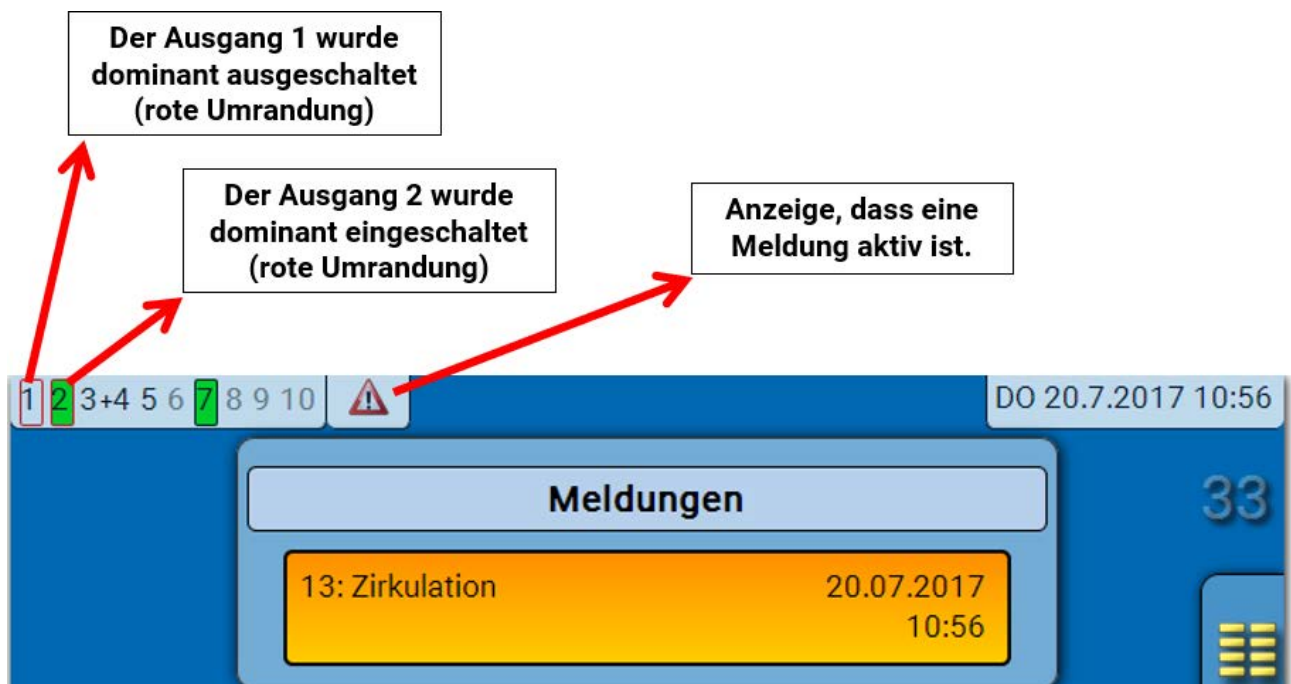 Der Ausgang 1 wurde
dominant ausgeschaltet
(rote Umrandung)
Der Ausgang 2 wurde
dominant eingeschaltet
(rote Umrandung)
Anzeige, dass eine
Meldung aktiv ist.
1 2 3+4 5 6 7 8 9 10
DO 20.7.2017 10:56
Meldungen
33
13: Zirkulation 20.07.2017
10:56